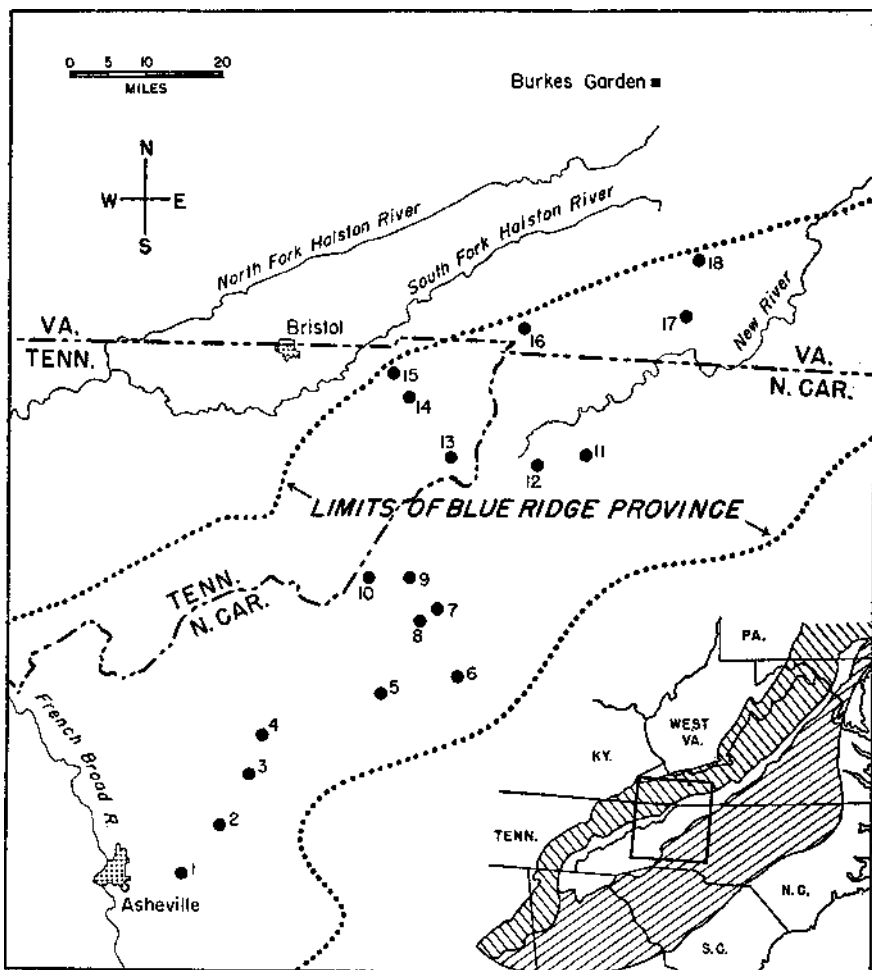 0 10 20
MILES
Burkes Garden
N
W E
S
North Fork Holston River
South Fork Holston River
18
17
New River
16
VA.
Bristol
TENN.
VA.
N. CAR.
15
14
13
12
11
LIMITS OF BLUE RIDGE PROVINCE
TENN.
N. CAR.
10
9
7
8
6
5
4
3
2
1
French Broad R.
Asheville
PA.
WEST
VA.
KY.
TENN.
N.C.
S.C.